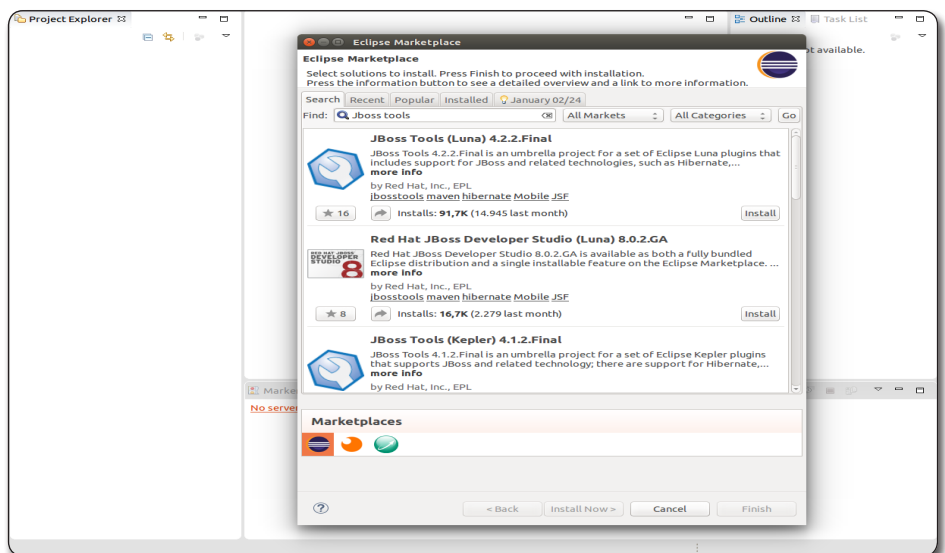 Project Explorer
Outline
Task List
ot available.
Eclipse Marketplace
Eclipse Marketplace
Select solutions to install. Press Finish to proceed with installation.
Press the information button to see a detailed overview and a link to more information.
Search Recent Popular Installed January 02/24
Find: Jboss tools All Markets All Categories Go
JBoss Tools (Luna) 4.2.2.Final
JBoss Tools 4.2.2.Final is an umbrella project for a set of Eclipse Luna plugins that
includes support for JBoss and related technologies, such as Hibernate,...
more info
by Red Hat, Inc., EPL
jbosstools maven hibernate Mobile JSF
16 Installs: 91,7K (14.945 last month) Install
Red Hat JBoss Developer Studio (Luna) 8.0.2.GA
RED HAT JBOSS
DEVELOPER
STUDIO 8
Red Hat JBoss Developer Studio 8.0.2.GA is available as both a fully bundled
Eclipse distribution and a single installable feature on the Eclipse Marketplace. ...
more info
by Red Hat, Inc., EPL
jbosstools maven hibernate Mobile JSF
8 Installs: 16,7K (2.279 last month) Install
JBoss Tools (Kepler) 4.1.2.Final
JBoss Tools 4.1.2.Final is an umbrella project for a set of Eclipse Kepler plugins
that supports JBoss and related technology; there are support for Hibernate,...
more info
by Red Hat, Inc., EPL
Marke
No server
Marketplaces
? < Back Install Now > Cancel Finish